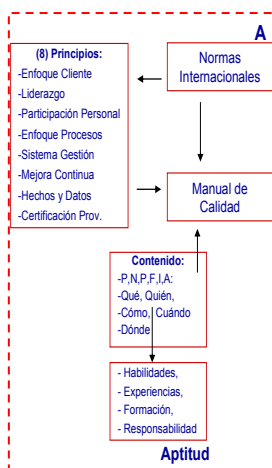 A
(8) Principios:
-Enfoque Cliente
-Liderazgo
-Participación Personal
-Enfoque Procesos
-Sistema Gestión
-Mejora Continua
-Hechos y Datos
-Certificación Prov.
Normas
Internacionales
Manual de
Calidad
Contenido:
-P,N,P,F,I,A:
-Qué, Quién,
-Cómo, Cuándo
-Dónde
- Habilidades,
- Experiencias,
- Formación,
- Responsabilidad
Aptitud